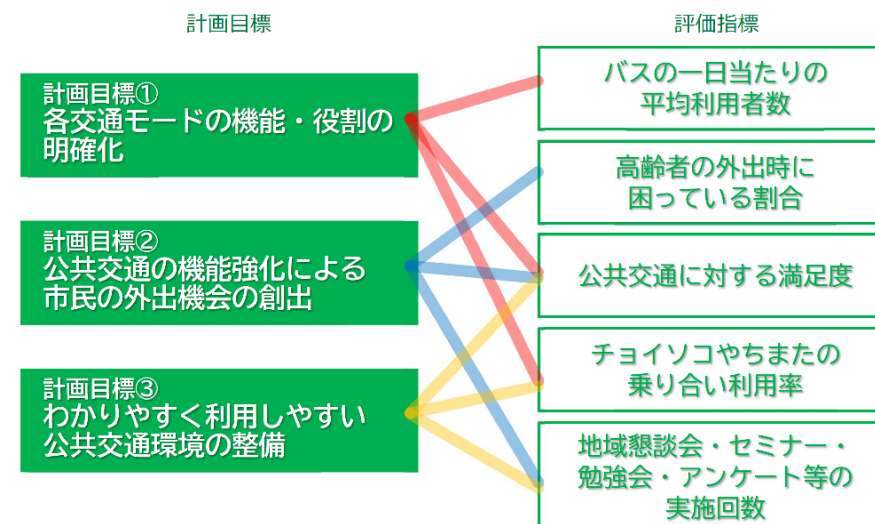 計画目標
評価指標
計画目標①
各交通モードの機能・役割の
明確化
計画目標②
公共交通の機能強化による
市民の外出機会の創出
計画目標③
わかりやすく利用しやすい
公共交通環境の整備
バスの一日当たりの
平均利用者数
高齢者の外出時に
困っている割合
公共交通に対する満足度
チョイソコやちまたの
乗り合い利用率
地域懇談会・セミナー・
勉強会・アンケート等の
実施回数